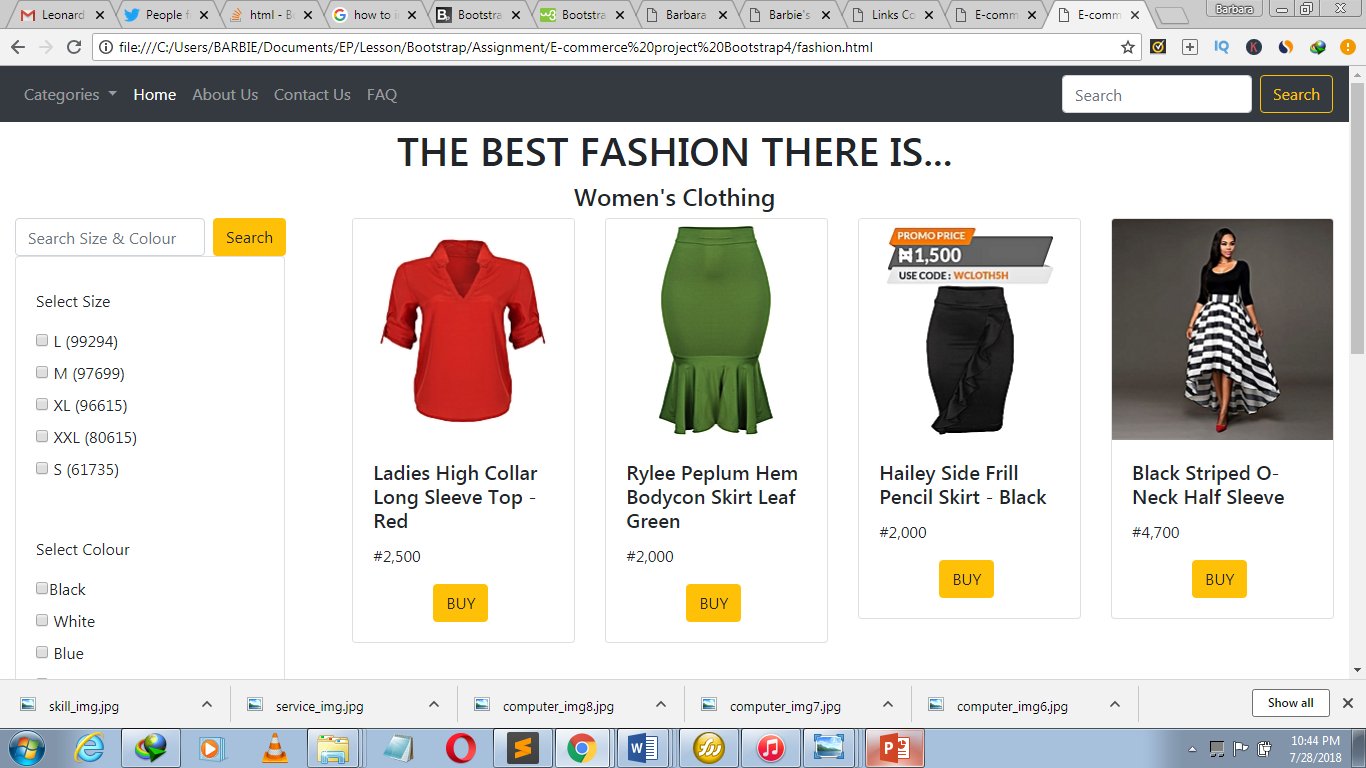 Leonard
People f
html - Bo
how to i
Bootstra
Bootstra
Barbara
Barbie's
Links Co
E-comm
E-comm
Barbara
file:///C:/Users/BARBIE/Documents/EP/Lesson/Bootstrap/Assignment/E-commerce%20project%20Bootstrap4/fashion.html
Categories Home About Us Contact Us FAQ Search Search
THE BEST FASHION THERE IS...
Women's Clothing
Search Size & Colour Search
Select Size
L (99294)
M (97699)
XL (96615)
XXL (80615)
S (61735)
Select Colour
Black
White
Blue
Ladies High Collar
Long Sleeve Top -
Red
#2,500
BUY
Rylee Peplum Hem
Bodycon Skirt Leaf
Green
#2,000
BUY
PROMO PRICE
₦1,500
USE CODE : WCLOTH5H
Hailey Side Frill
Pencil Skirt - Black
#2,000
BUY
Black Striped O-
Neck Half Sleeve
#4,700
BUY
skill_img.jpg
service_img.jpg
computer_img8.jpg
computer_img7.jpg
computer_img6.jpg
Show all
10:44 PM
7/28/2018